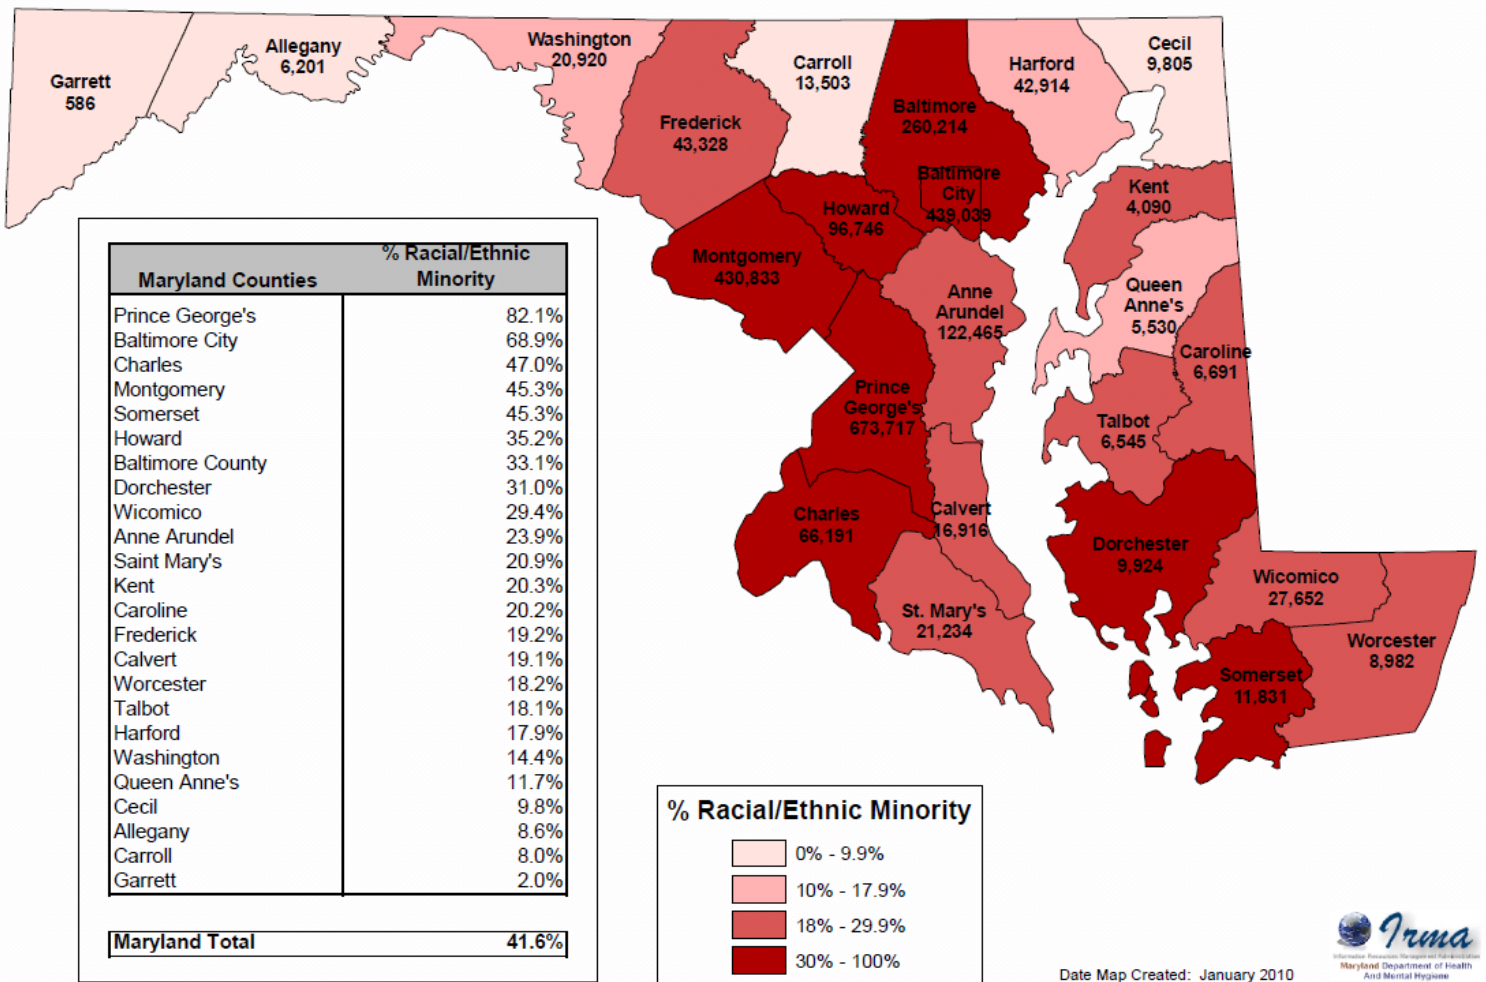 Garrett
586
Allegany
6,201
Washington
20,920
Frederick
43,328
Carroll
13,503
Baltimore
260,214
Baltimore
City
439,039
Harford
42,914
Cecil
9,805
Howard
96,746
Montgomery
430,833
Anne
Arundel
122,465
Prince
George's
673,717
Charles
66,191
Calvert
16,916
St. Mary's
21,234
Kent
4,090
Queen
Anne's
5,530
Caroline
6,691
Talbot
6,545
Dorchester
9,924
Wicomico
27,652
Worcester
8,982
Somerset
11,831
Maryland Counties % Racial/Ethnic Minority
Prince George's 82.1%
Baltimore City 68.9%
Charles 47.0%
Montgomery 45.3%
Somerset 45.3%
Howard 35.2%
Baltimore County 33.1%
Dorchester 31.0%
Wicomico 29.4%
Anne Arundel 23.9%
Saint Mary's 20.9%
Kent 20.3%
Caroline 20.2%
Frederick 19.2%
Calvert 19.1%
Worcester 18.2%
Talbot 18.1%
Harford 17.9%
Washington 14.4%
Queen Anne's 11.7%
Cecil 9.8%
Allegany 8.6%
Carroll 8.0%
Garrett 2.0%
Maryland Total 41.6%
% Racial/Ethnic Minority
0% - 9.9%
10% - 17.9%
18% - 29.9%
30% - 100%
Date Map Created: January 2010
Irma
Information Resources Management Administration
Maryland Department of Health
And Mental Hygiene